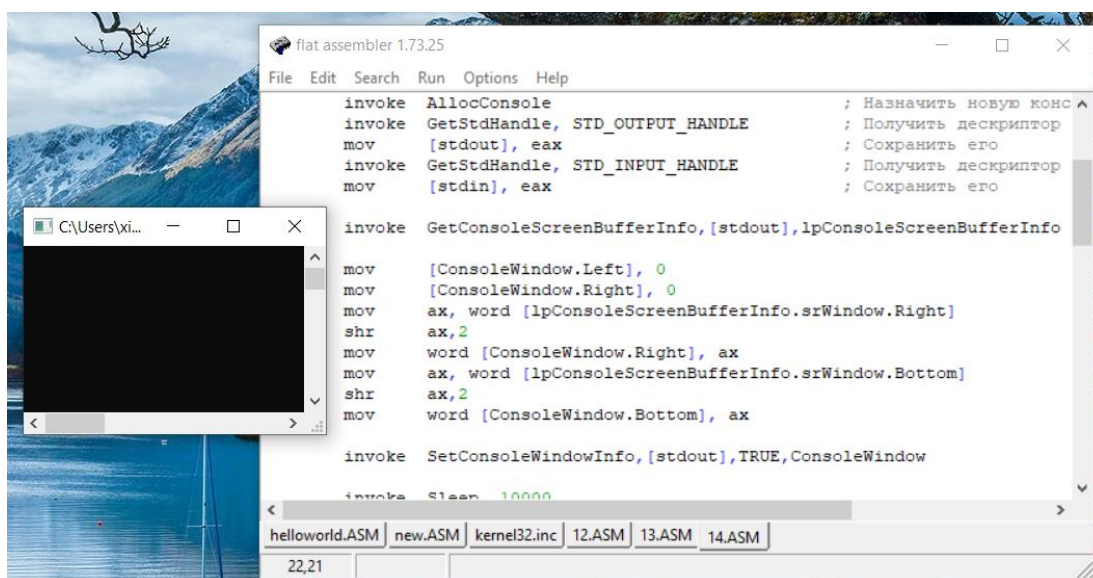 flat assembler 1.73.25
File Edit Search Run Options Help
invoke AllocConsole ; Назначить новую конс
invoke GetStdHandle, STD_OUTPUT_HANDLE ; Получить дескриптор
mov [stdout], eax ; Сохранить его
invoke GetStdHandle, STD_INPUT_HANDLE ; Получить дескриптор
mov [stdin], eax ; Сохранить его
C:\Users\xi...
invoke GetConsoleScreenBufferInfo,[stdout],lpConsoleScreenBufferInfo
mov [ConsoleWindow.Left], 0
mov [ConsoleWindow.Right], 0
mov ax, word [lpConsoleScreenBufferInfo.srWindow.Right]
shr ax,2
mov word [ConsoleWindow.Right], ax
mov ax, word [lpConsoleScreenBufferInfo.srWindow.Bottom]
shr ax,2
mov word [ConsoleWindow.Bottom], ax
invoke SetConsoleWindowInfo,[stdout],TRUE,ConsoleWindow
invoke Sleep, 10000
helloworld.ASM new.ASM kernel32.inc 12.ASM 13.ASM 14.ASM
22,21